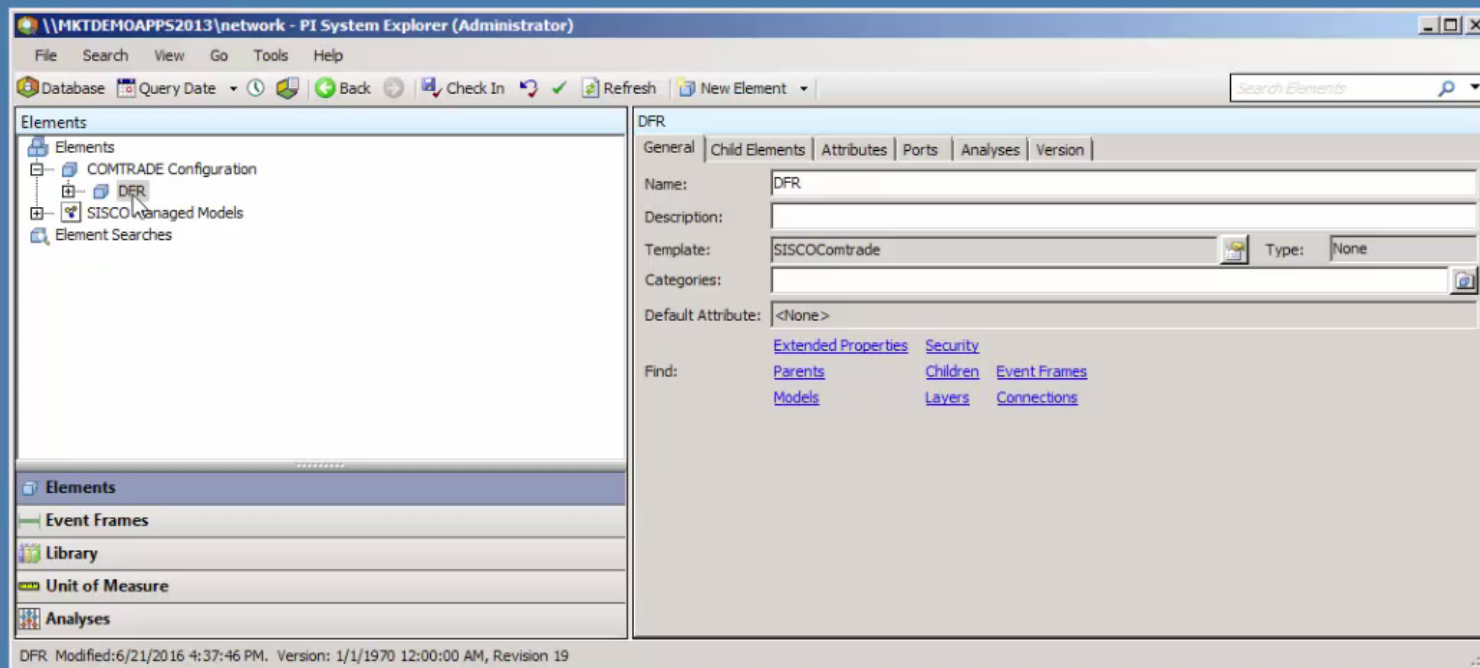 \\MKTDEMOAPPS2013\network - PI System Explorer (Administrator)
File Search View Go Tools Help
Database Query Date Back Check In Refresh New Element Search Elements
Elements
Elements
COMTRADE Configuration
DFR
SISCO Managed Models
Element Searches
Elements
Event Frames
Library
Unit of Measure
Analyses
DFR
General Child Elements Attributes Ports Analyses Version
Name: DFR
Description:
Template: SISCOComtrade Type: None
Categories:
Default Attribute: <None>
Extended Properties Security
Find: Parents Children Event Frames
Models Layers Connections
DFR Modified:6/21/2016 4:37:46 PM. Version: 1/1/1970 12:00:00 AM, Revision 19